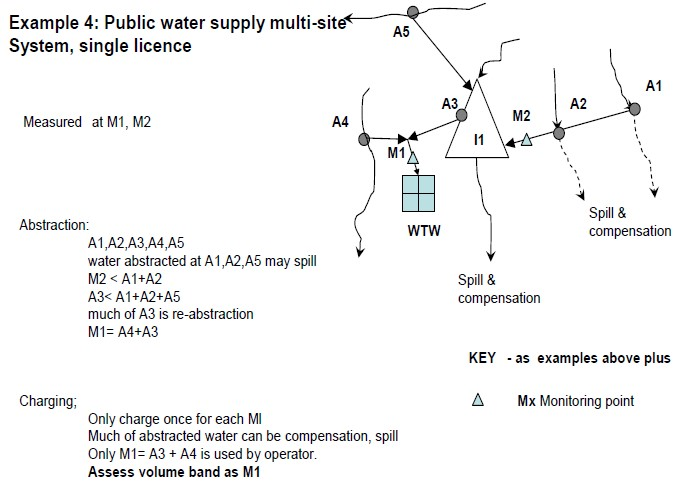 Example 4: Public water supply multi-site
System, single licence
A5
A1
A3
M2
A2
A4
Measured at M1, M2
M1
I1
WTW
Spill &
compensation
Abstraction:
A1,A2,A3,A4,A5
water abstracted at A1,A2,A5 may spill
M2 < A1+A2
A3< A1+A2+A5
much of A3 is re-abstraction
M1= A4+A3
Spill &
compensation
KEY - as examples above plus
Mx Monitoring point
Charging;
Only charge once for each Ml
Much of abstracted water can be compensation, spill
Only M1= A3 + A4 is used by operator.
Assess volume band as M1